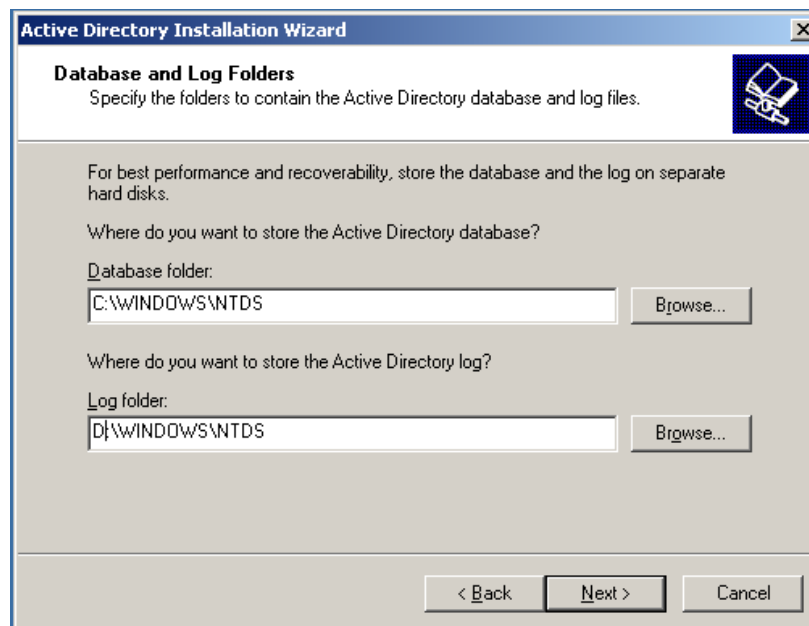 Active Directory Installation Wizard
Database and Log Folders
Specify the folders to contain the Active Directory database and log files.
For best performance and recoverability, store the database and the log on separate
hard disks.
Where do you want to store the Active Directory database?
Database folder:
C:\WINDOWS\NTDS
Browse...
Where do you want to store the Active Directory log?
Log folder:
D:\WINDOWS\NTDS
Browse...
< Back
Next >
Cancel